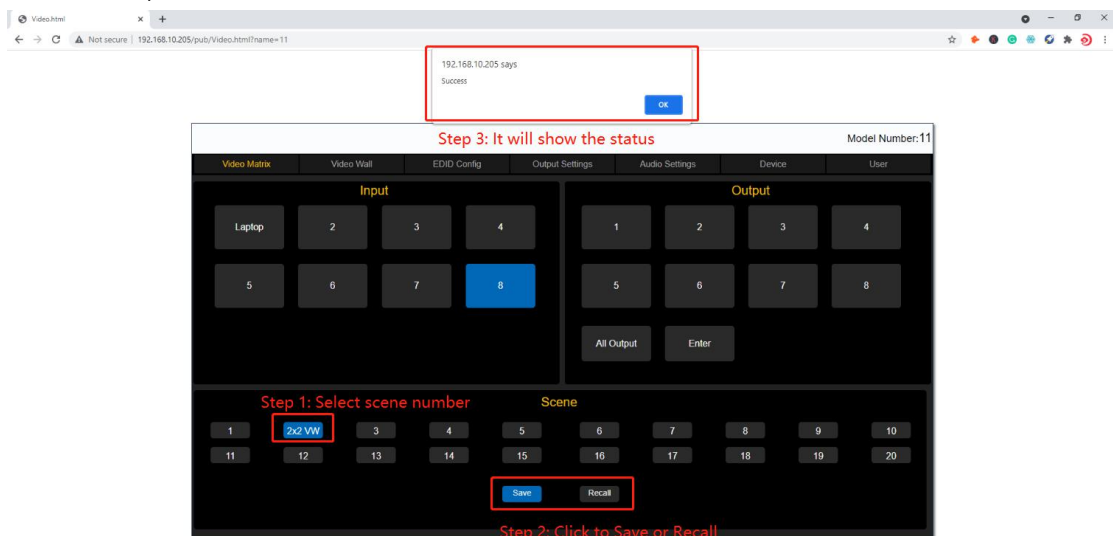 Video.html
Not secure | 192.168.10.205/pub/Video.html?name=11
192.168.10.205 says
Success
OK
Step 3: It will show the status
Model Number:11
Video Matrix Video Wall EDID Config Output Settings Audio Settings Device User
Input Output
Laptop 2 3 4 1 2 3 4
5 6 7 8 5 6 7 8
All Output Enter
Step 1: Select scene number Scene
1 2x2 VW 3 4 5 6 7 8 9 10
11 12 13 14 15 16 17 18 19 20
Save Recall
Step 2: Click to Save or Recall